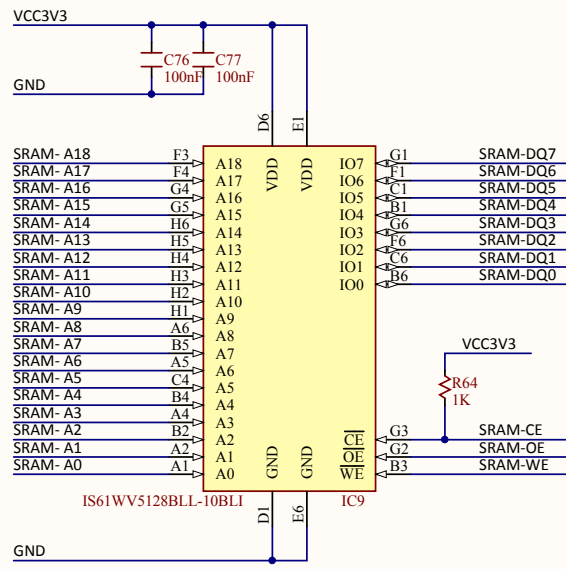 VCC3V3
C76 C77
100nF 100nF
GND
D6 E1
VDD VDD
SRAM- A18 F3 A18 IO7 G1 SRAM-DQ7
SRAM- A17 F4 A17 IO6 F1 SRAM-DQ6
SRAM- A16 G4 A16 IO5 C1 SRAM-DQ5
SRAM- A15 G5 A15 IO4 B1 SRAM-DQ4
SRAM- A14 H6 A14 IO3 G6 SRAM-DQ3
SRAM- A13 H5 A13 IO2 F6 SRAM-DQ2
SRAM- A12 H4 A12 IO1 C6 SRAM-DQ1
SRAM- A11 H3 A11 IO0 B6 SRAM-DQ0
SRAM- A10 H2 A10
SRAM- A9 H1 A9
SRAM- A8 A6 A8
SRAM- A7 B5 A7 VCC3V3
SRAM- A6 A5 A6
SRAM- A5 C4 A5 R64
SRAM- A4 B4 A4 1K
SRAM- A3 A4 A3
SRAM- A2 B2 A2 CE G3 SRAM-CE
SRAM- A1 A2 A1 OE G2 SRAM-OE
SRAM- A0 A1 A0 WE B3 SRAM-WE
GND GND
IS61WV5128BLL-10BLI IC9
D1 E6
GND